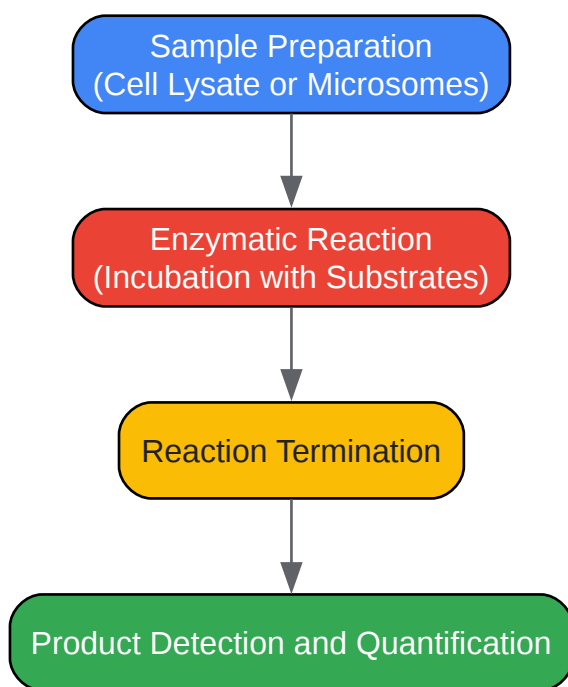 Sample Preparation
(Cell Lysate or Microsomes)
Enzymatic Reaction
(Incubation with Substrates)
Reaction Termination
Product Detection and Quantification